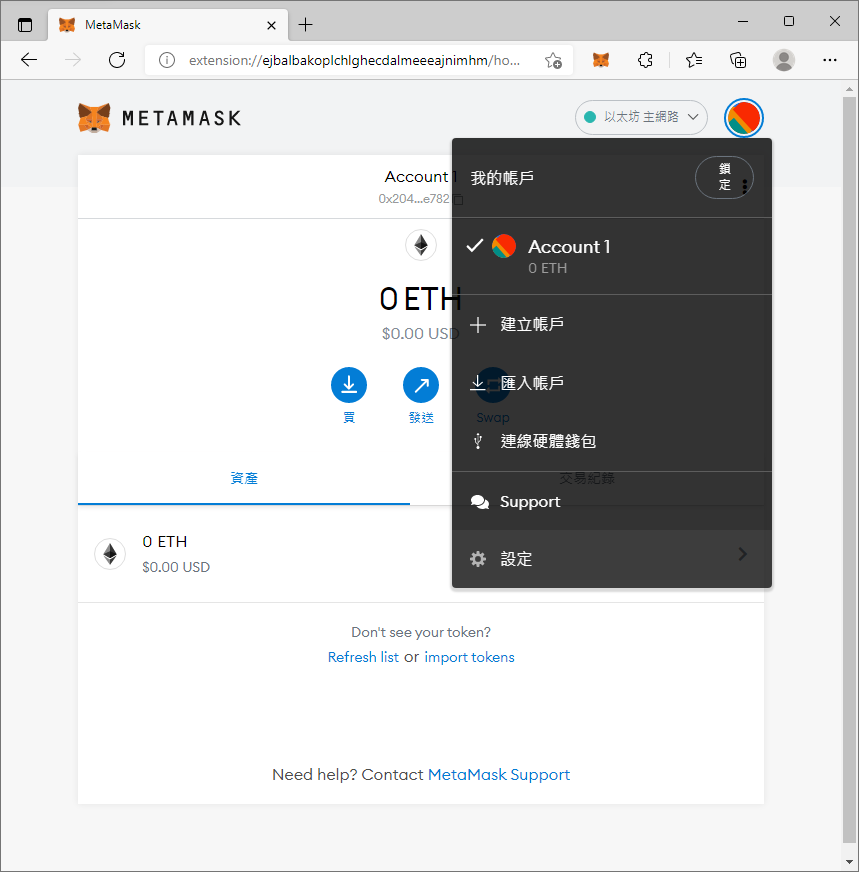 MetaMask
extension://ejbalbakoplchlghecdalmeeeajnimhm/ho...
METAMASK
以太坊 主網路
Account 1
0x204...e782
我的帳戶
鎖定
Account 1
0 ETH
0 ETH
$0.00 USD
建立帳戶
買
發送
Swap
匯入帳戶
連線硬體錢包
資產
交易紀錄
Support
設定
0 ETH
$0.00 USD
Don't see your token?
Refresh list or import tokens
Need help? Contact MetaMask Support